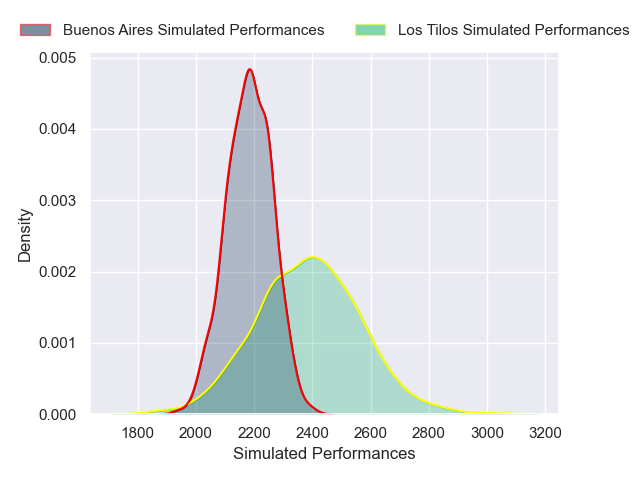 Buenos Aires Simulated Performances
Los Tilos Simulated Performances
0.005
0.004
0.003
0.002
0.001
0.000
Density
1800 2000 2200 2400 2600 2800 3000 3200
Simulated Performances